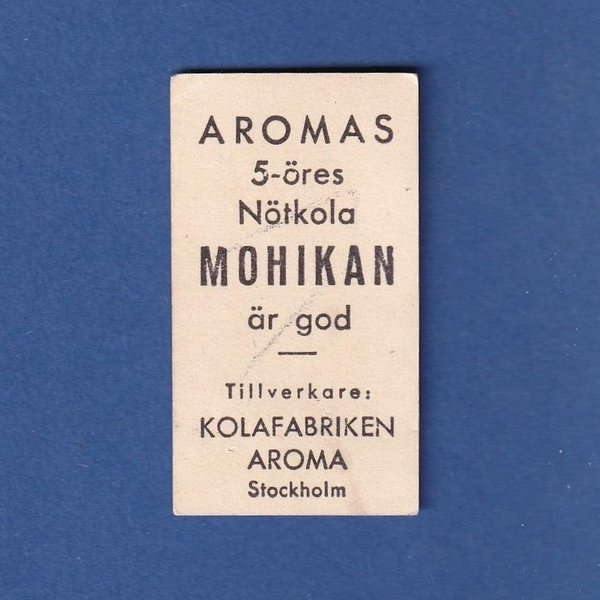 AROMAS
5-öres
Nötkola
MOHIKAN
är god
Tillverkare:
KOLAFABRIKEN
AROMA
Stockholm